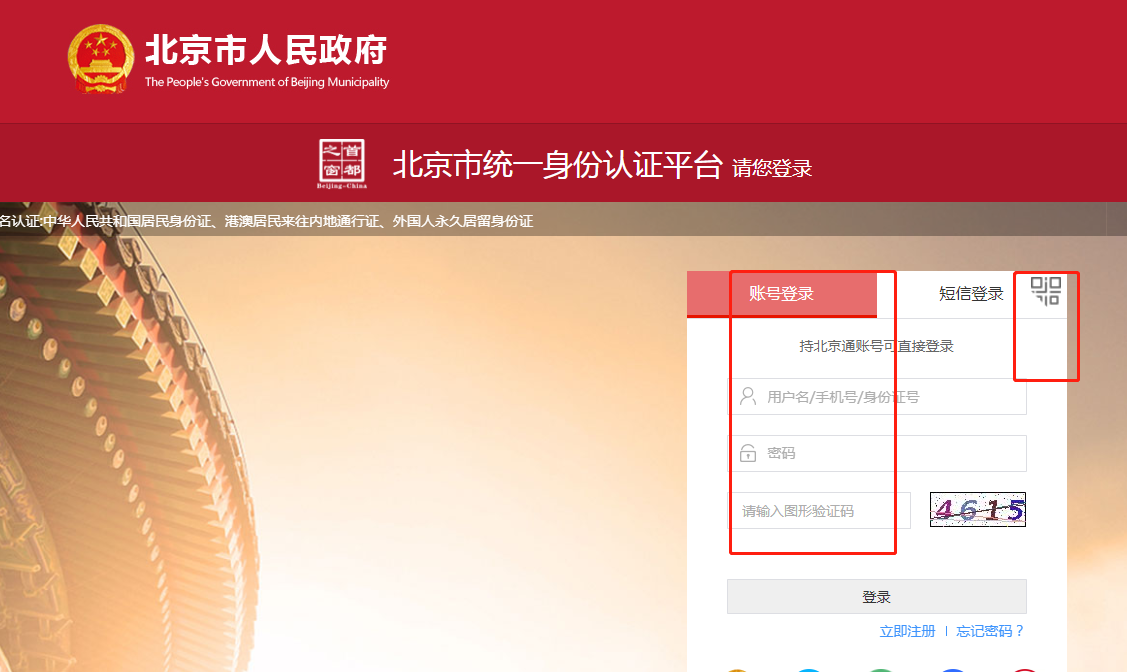 北京市人民政府
The People's Government of Beijing Municipality
首都之窗
Beijing-China
北京市统一身份认证平台 请您登录
名认证:中华人民共和国居民身份证、港澳居民来往内地通行证、外国人永久居留身份证
账号登录 短信登录
持北京通账号可直接登录
用户名/手机号/身份证号
密码
请输入图形验证码 4615
登录
立即注册 | 忘记密码？